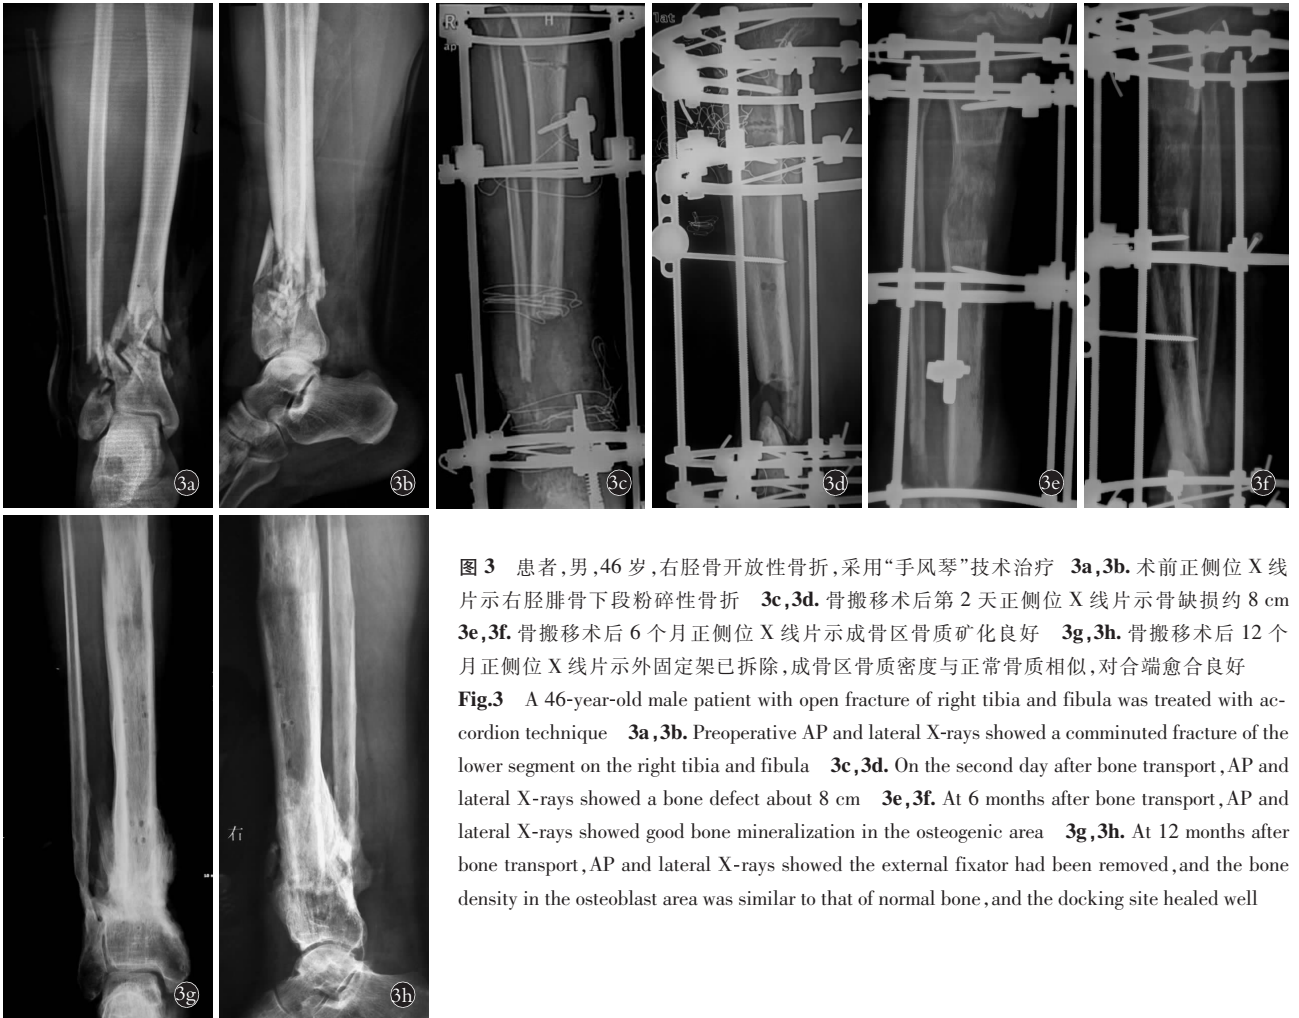 R
H
ap
lat
3a
3b
3c
3d
3e
3f
右
3g
3h
图 3 患者,男,46 岁,右胫骨开放性骨折,采用“手风琴”技术治疗 3a,3b. 术前正侧位 X 线
片示右胫腓骨下段粉碎性骨折 3c,3d. 骨搬移术后第 2 天正侧位 X 线片示骨缺损约 8 cm
3e,3f. 骨搬移术后 6 个月正侧位 X 线片示成骨区骨质矿化良好 3g,3h. 骨搬移术后 12 个
月正侧位 X 线片示外固定架已拆除,成骨区骨质密度与正常骨质相似,对合端愈合良好
Fig.3 A 46-year-old male patient with open fracture of right tibia and fibula was treated with ac-
cordion technique 3a,3b. Preoperative AP and lateral X-rays showed a comminuted fracture of the
lower segment on the right tibia and fibula 3c,3d. On the second day after bone transport, AP and
lateral X-rays showed a bone defect about 8 cm 3e,3f. At 6 months after bone transport, AP and
lateral X-rays showed good bone mineralization in the osteogenic area 3g,3h. At 12 months after
bone transport, AP and lateral X-rays showed the external fixator had been removed, and the bone
density in the osteoblast area was similar to that of normal bone, and the docking site healed well